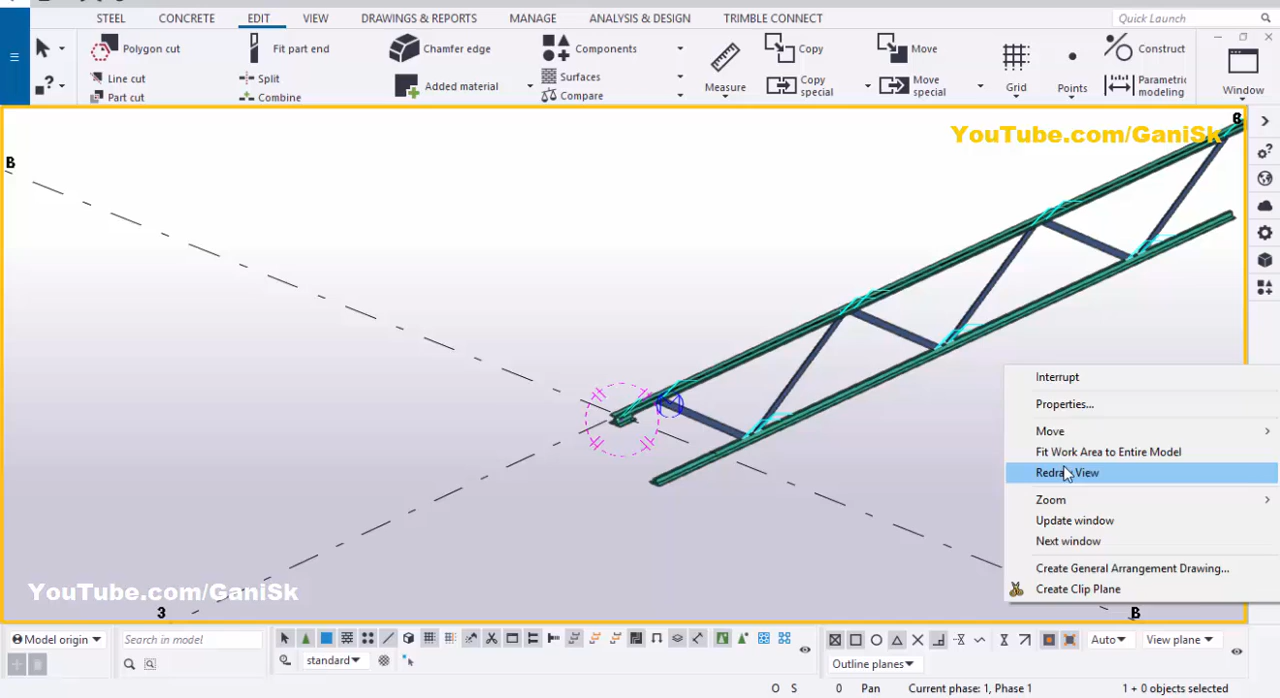 STEEL CONCRETE EDIT VIEW DRAWINGS & REPORTS MANAGE ANALYSIS & DESIGN TRIMBLE CONNECT Quick Launch
Polygon cut Fit part end Chamfer edge Components Copy Move Construct
Line cut Split Added material Surfaces Measure Copy special Move special Grid Points Parametric modeling Window
Part cut Combine Compare
YouTube.com/GaniSk
B
B
Interrupt
Properties...
Move
Fit Work Area to Entire Model
Redraw View
Zoom
Update window
Next window
Create General Arrangement Drawing...
Create Clip Plane
YouTube.com/GaniSk
3
B
Model origin Search in model Auto View plane
standard Outline planes
O S 0 Pan Current phase: 1, Phase 1 1 + 0 objects selected